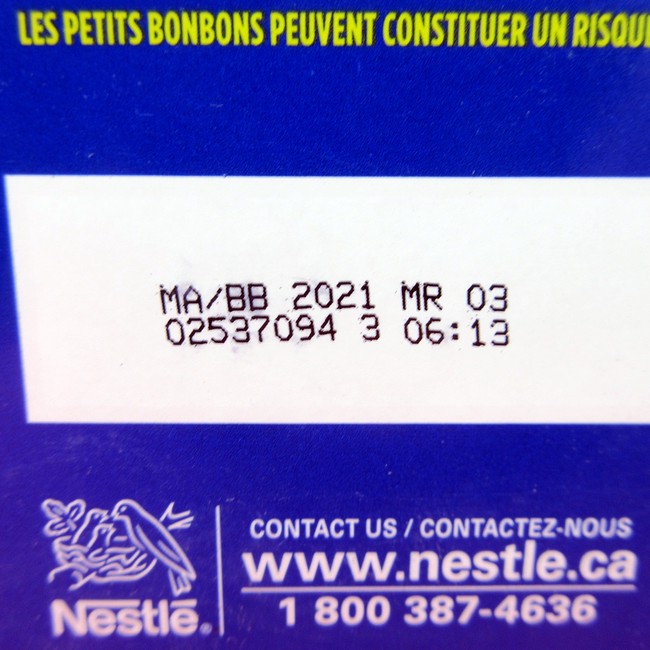 LES PETITS BONBONS PEUVENT CONSTITUER UN RISQUE
MA/BB 2021 MR 03
02537094 3 06:13
CONTACT US / CONTACTEZ-NOUS
www.nestle.ca
1 800 387-4636
Nestlé®